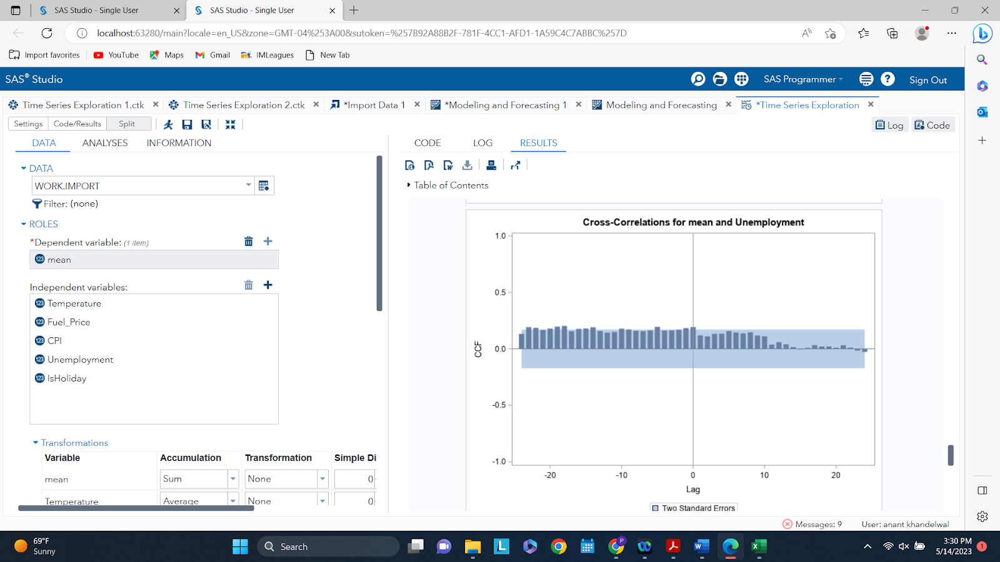 SAS Studio - Single User
SAS Studio - Single User
localhost:63280/main?locale=en_US&zone=GMT-04%253A00&sutoken=%257B92A88B2F-781F-4CC1-AFD1-1A59C4C7ABBC%257D
Import favorites YouTube Maps Gmail IMLeagues New Tab
SAS® Studio SAS Programmer Sign Out
Time Series Exploration 1.ctk Time Series Exploration 2.ctk *Import Data 1 *Modeling and Forecasting 1 Modeling and Forecasting *Time Series Exploration
Settings Code/Results Split Log Code
DATA ANALYSES INFORMATION
CODE LOG RESULTS
DATA
WORK.IMPORT
Filter: (none)
ROLES
*Dependent variable: (1 item)
123 mean
Independent variables:
123 Temperature
123 Fuel_Price
123 CPI
123 Unemployment
123 IsHoliday
Transformations
Variable Accumulation Transformation Simple Di
mean Sum None 0
Temperature Average None 0
Table of Contents
Cross-Correlations for mean and Unemployment
1.0
0.5
0.0
-0.5
-1.0
CCF
-20 -10 0 10 20
Lag
Two Standard Errors
Messages: 9 User: anant khandelwal
69°F
Sunny
Search
3:30 PM
5/14/2023
1